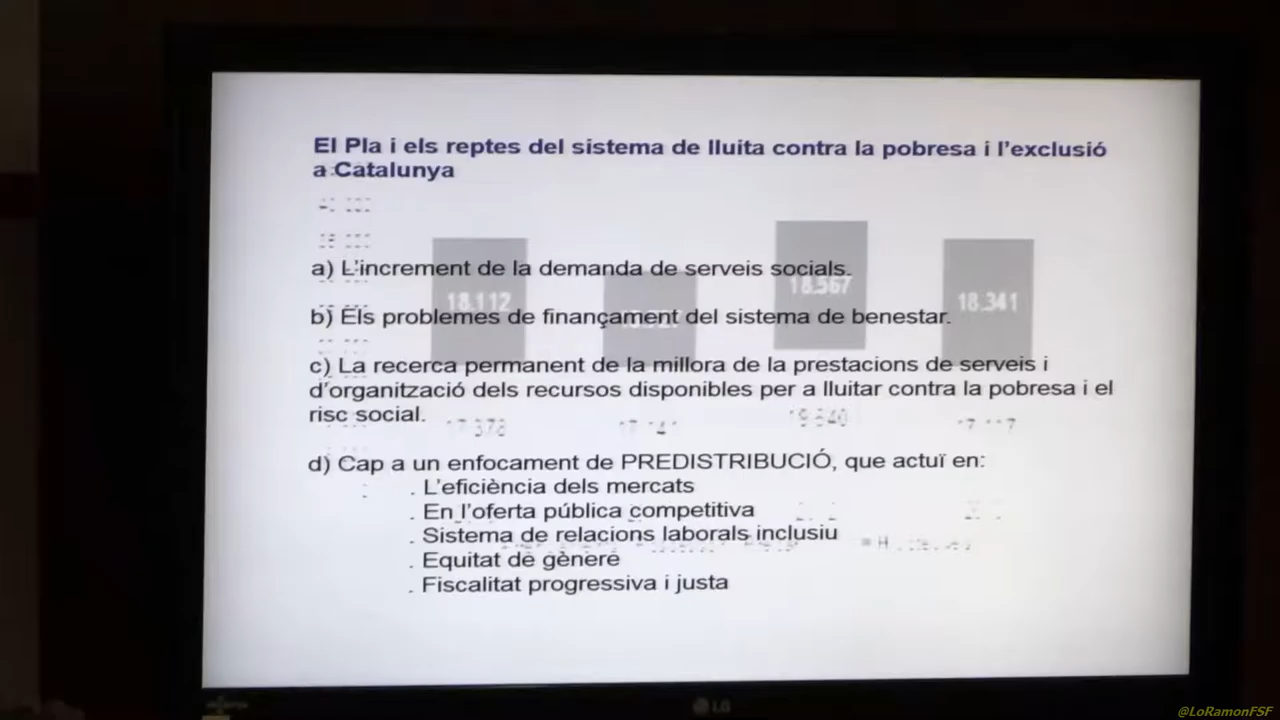 El Pla i els reptes del sistema de lluita contra la pobresa i l'exclusió
a Catalunya
a) L'increment de la demanda de serveis socials.
18.112
18.567
18.341
b) Els problemes de finançament del sistema de benestar.
c) La recerca permanent de la millora de la prestacions de serveis i
d'organització dels recursos disponibles per a lluitar contra la pobresa i el
risc social.
17.378
d) Cap a un enfocament de PREDISTRIBUCIÓ, que actuï en:
. L'eficiència dels mercats
. En l'oferta pública competitiva
. Sistema de relacions laborals inclusiu
. Equitat de gènere
. Fiscalitat progressiva i justa
LG
@LoRamonFSF